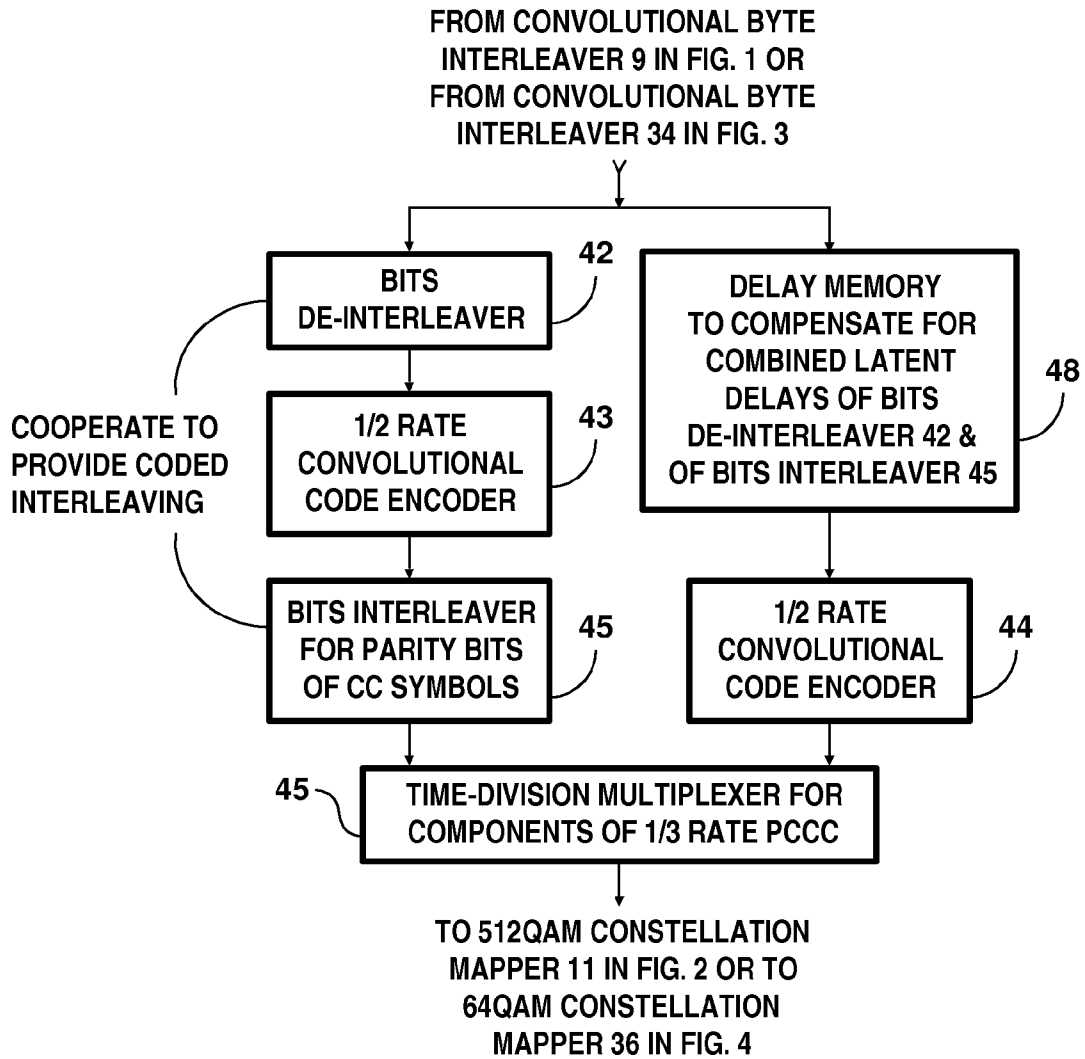 FROM CONVOLUTIONAL BYTE
INTERLEAVER 9 IN FIG. 1 OR
FROM CONVOLUTIONAL BYTE
INTERLEAVER 34 IN FIG. 3
42
BITS
DE-INTERLEAVER
DELAY MEMORY
TO COMPENSATE FOR
COMBINED LATENT
DELAYS OF BITS
DE-INTERLEAVER 42 &
OF BITS INTERLEAVER 45
48
COOPERATE TO
PROVIDE CODED
INTERLEAVING
43
1/2 RATE
CONVOLUTIONAL
CODE ENCODER
BITS INTERLEAVER
FOR PARITY BITS
OF CC SYMBOLS
45
1/2 RATE
CONVOLUTIONAL
CODE ENCODER
44
45
TIME-DIVISION MULTIPLEXER FOR
COMPONENTS OF 1/3 RATE PCCC
TO 512QAM CONSTELLATION
MAPPER 11 IN FIG. 2 OR TO
64QAM CONSTELLATION
MAPPER 36 IN FIG. 4